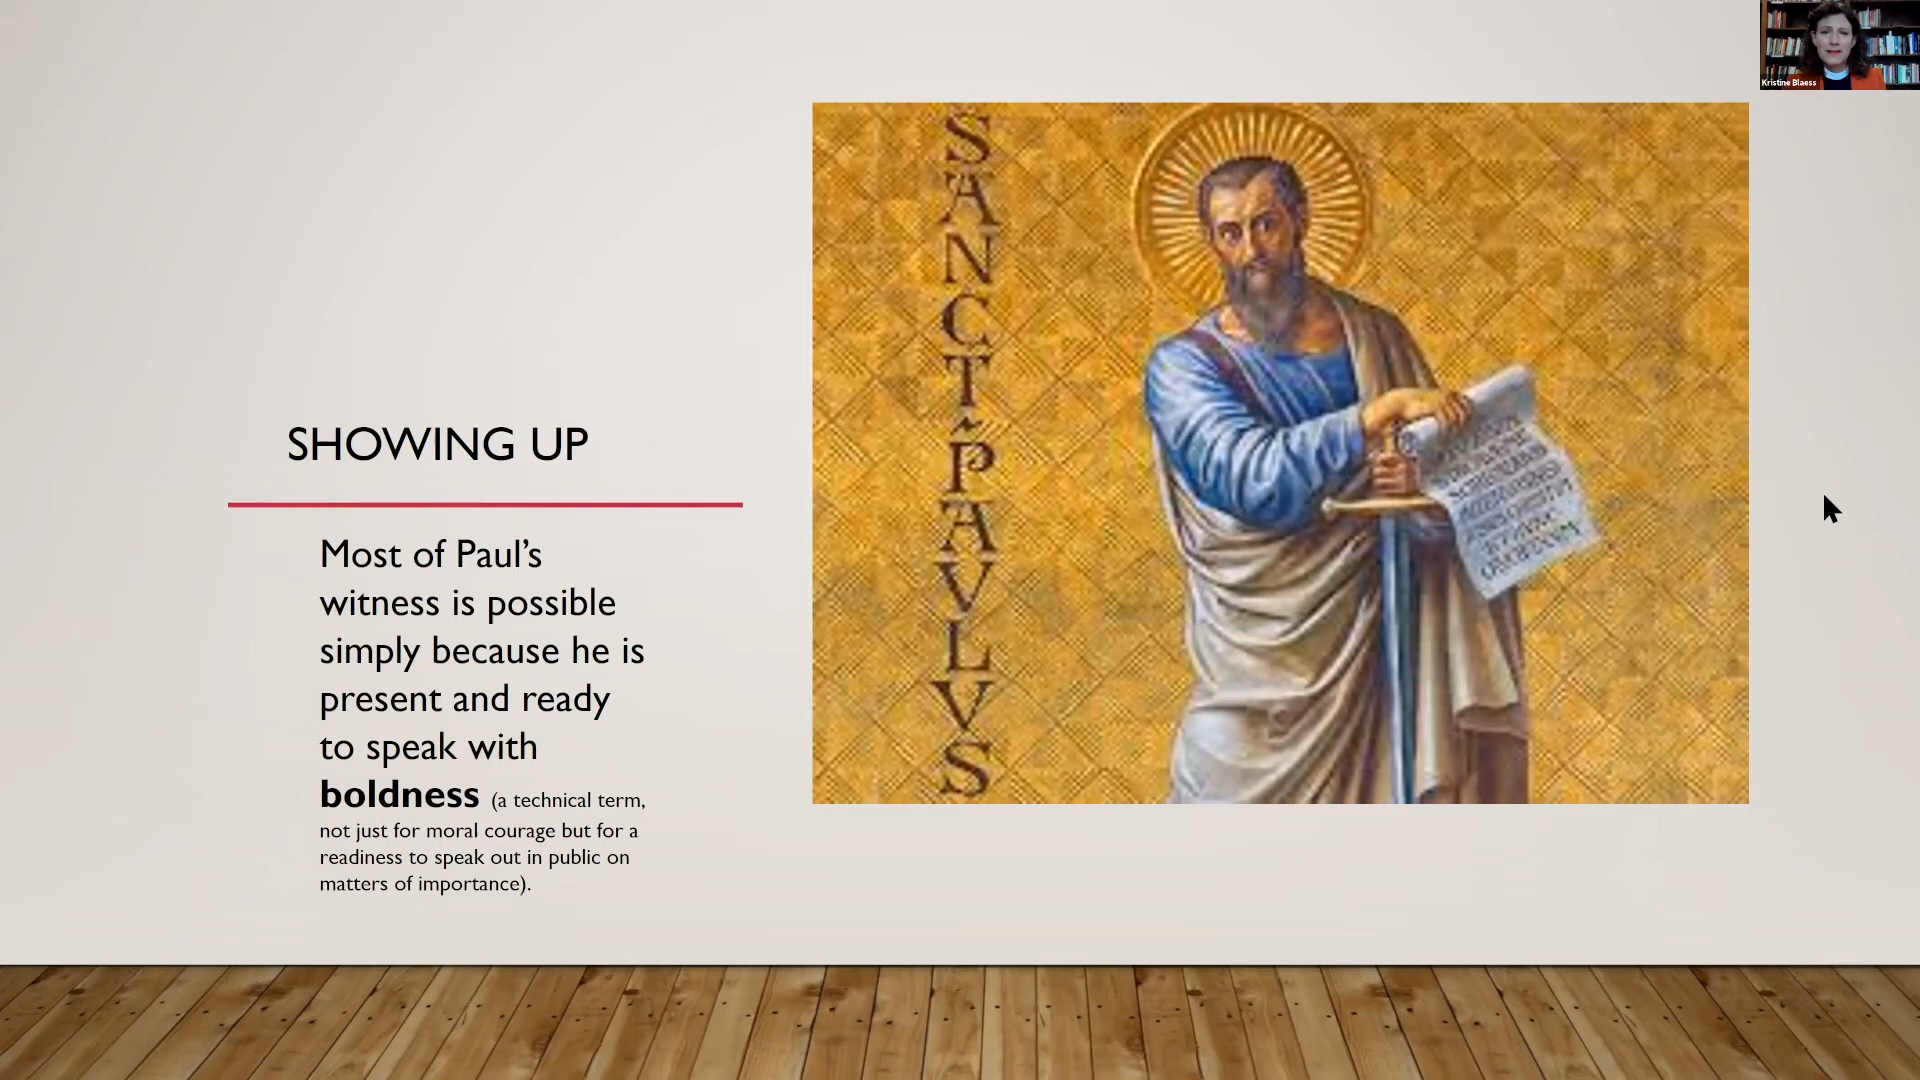 Kristine Blaess
SANCT PAVLVS
SHOWING UP
Most of Paul’s
witness is possible
simply because he is
present and ready
to speak with
boldness (a technical term,
not just for moral courage but for a
readiness to speak out in public on
matters of importance).